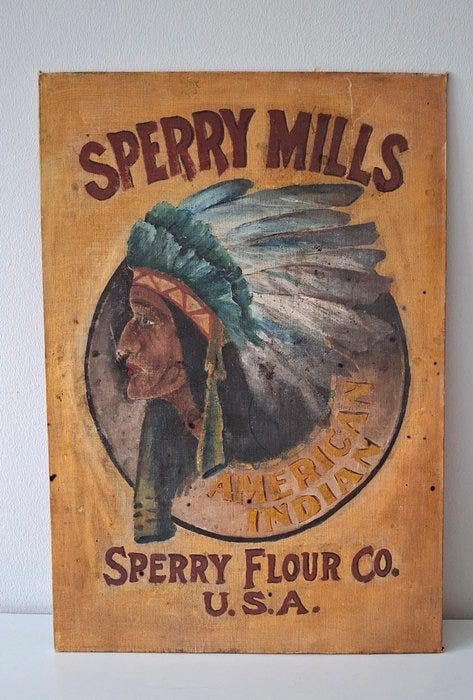 SPERRY MILLS
AMERICAN
INDIAN
SPERRY FLOUR CO.
U.S.A.